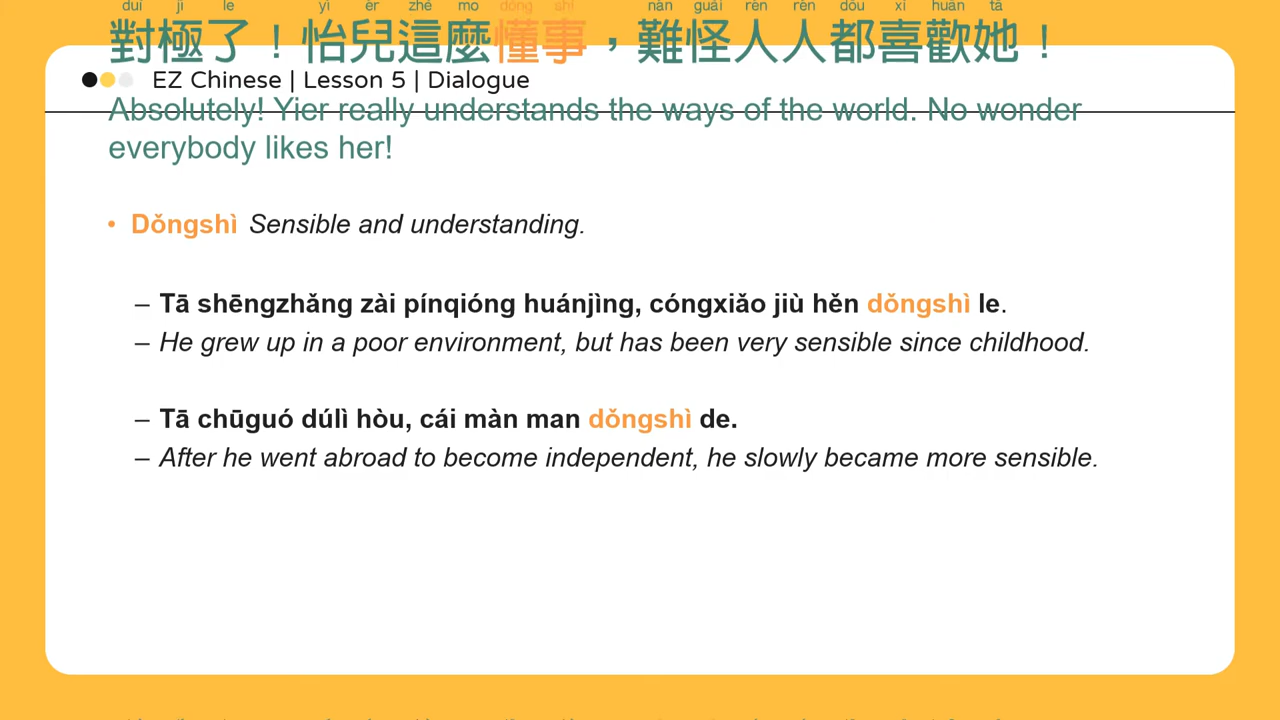 duì jí le yí ér zhè mo dǒng shì nán guài rén rén dōu xǐ huān tā
對極了！怡兒這麼懂事，難怪人人都喜歡她！
EZ Chinese | Lesson 5 | Dialogue
Absolutely! Yier really understands the ways of the world. No wonder
everybody likes her!
• Dǒngshì Sensible and understanding.
– Tā shēngzhǎng zài pínqióng huánjìng, cóngxiǎo jiù hěn dǒngshì le.
– He grew up in a poor environment, but has been very sensible since childhood.
– Tā chūguó dúlì hòu, cái màn man dǒngshì de.
– After he went abroad to become independent, he slowly became more sensible.